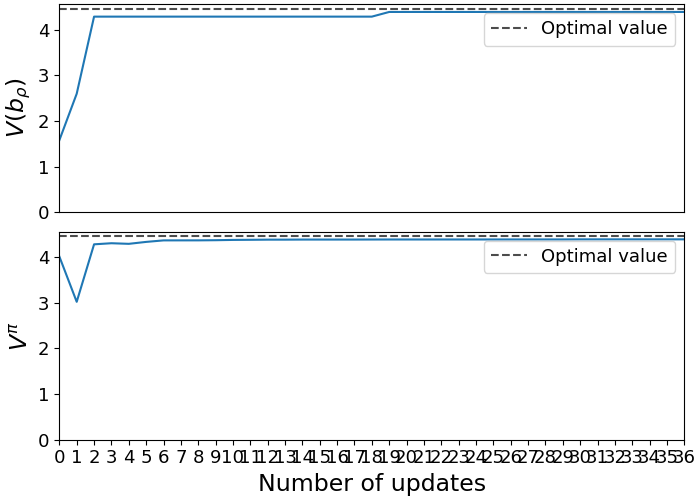 4
3
2
1
0
V(b_ρ)
Optimal value
4
3
2
1
0
V^π
Optimal value
0 1 2 3 4 5 6 7 8 9 10 11 12 13 14 15 16 17 18 19 20 21 22 23 24 25 26 27 28 29 30 31 32 33 34 35 36
Number of updates